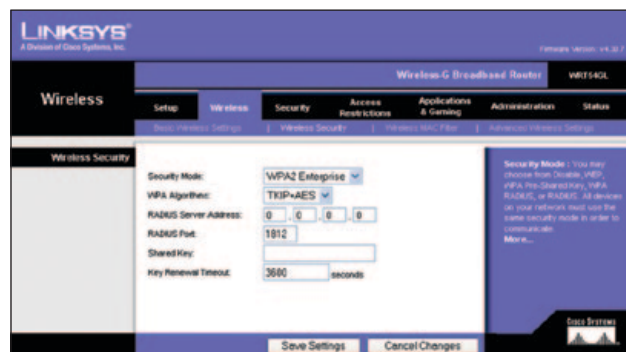 LINKSYS®
A Division of Cisco Systems, Inc.
Firmware Version: v4.30.7
Wireless-G Broadband Router WRT54GL
Wireless
Setup Wireless Security Access Restrictions Applications & Gaming Administration Status
Basic Wireless Settings | Wireless Security | Wireless MAC Filter | Advanced Wireless Settings
Wireless Security
Security Mode: WPA2 Enterprise
WPA Algorithms: TKIP+AES
RADIUS Server Address: 0 . 0 . 0 . 0
RADIUS Port: 1812
Shared Key:
Key Renewal Timeout: 3600 seconds
Security Mode : You may
choose from Disable, WEP,
WPA Pre-Shared Key, WPA
RADIUS, or RADIUS. All devices
on your network must use the
same security mode in order to
communicate.
More...
Save Settings Cancel Changes
Cisco Systems